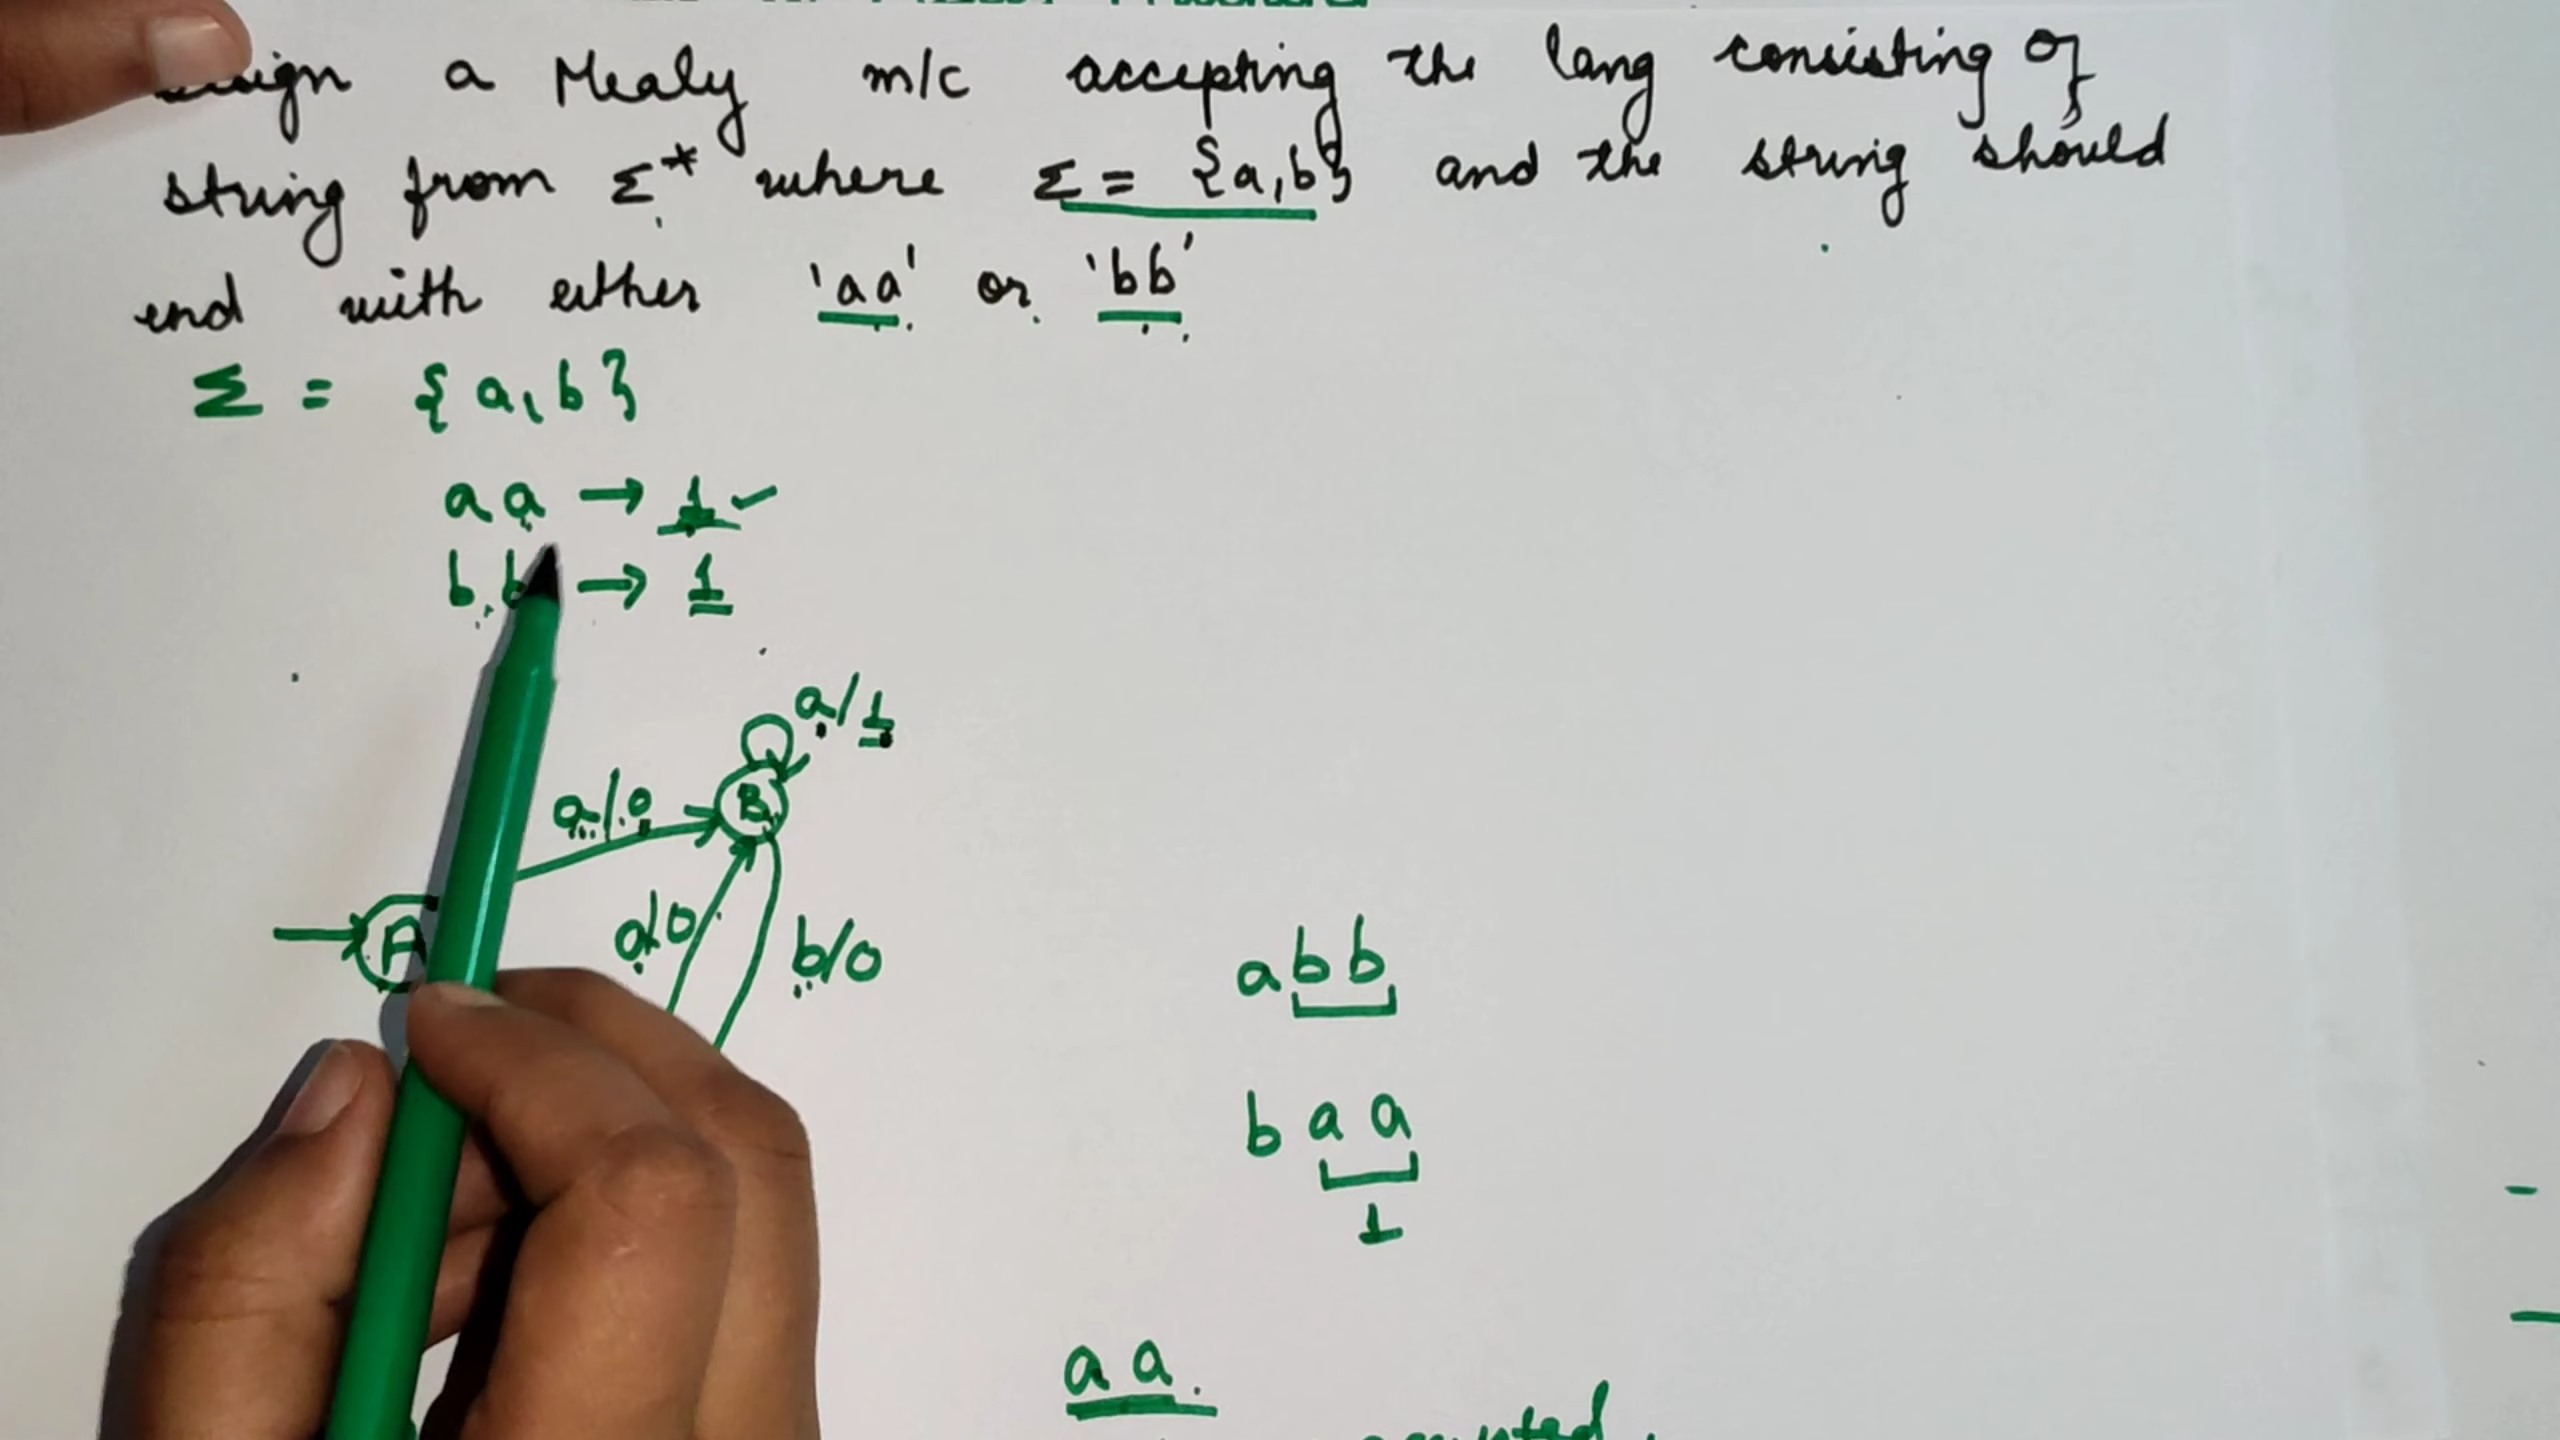 a Mealy m/c accepting the lang consisting of
string from Σ* where Σ = {a,b} and the string should
end with either 'aa' or 'bb'
Σ = {a,b}
aa → 1 ✓
bb → 1
a/1
a/0
B
A
a/0
b/0
abb
baa
1
aa